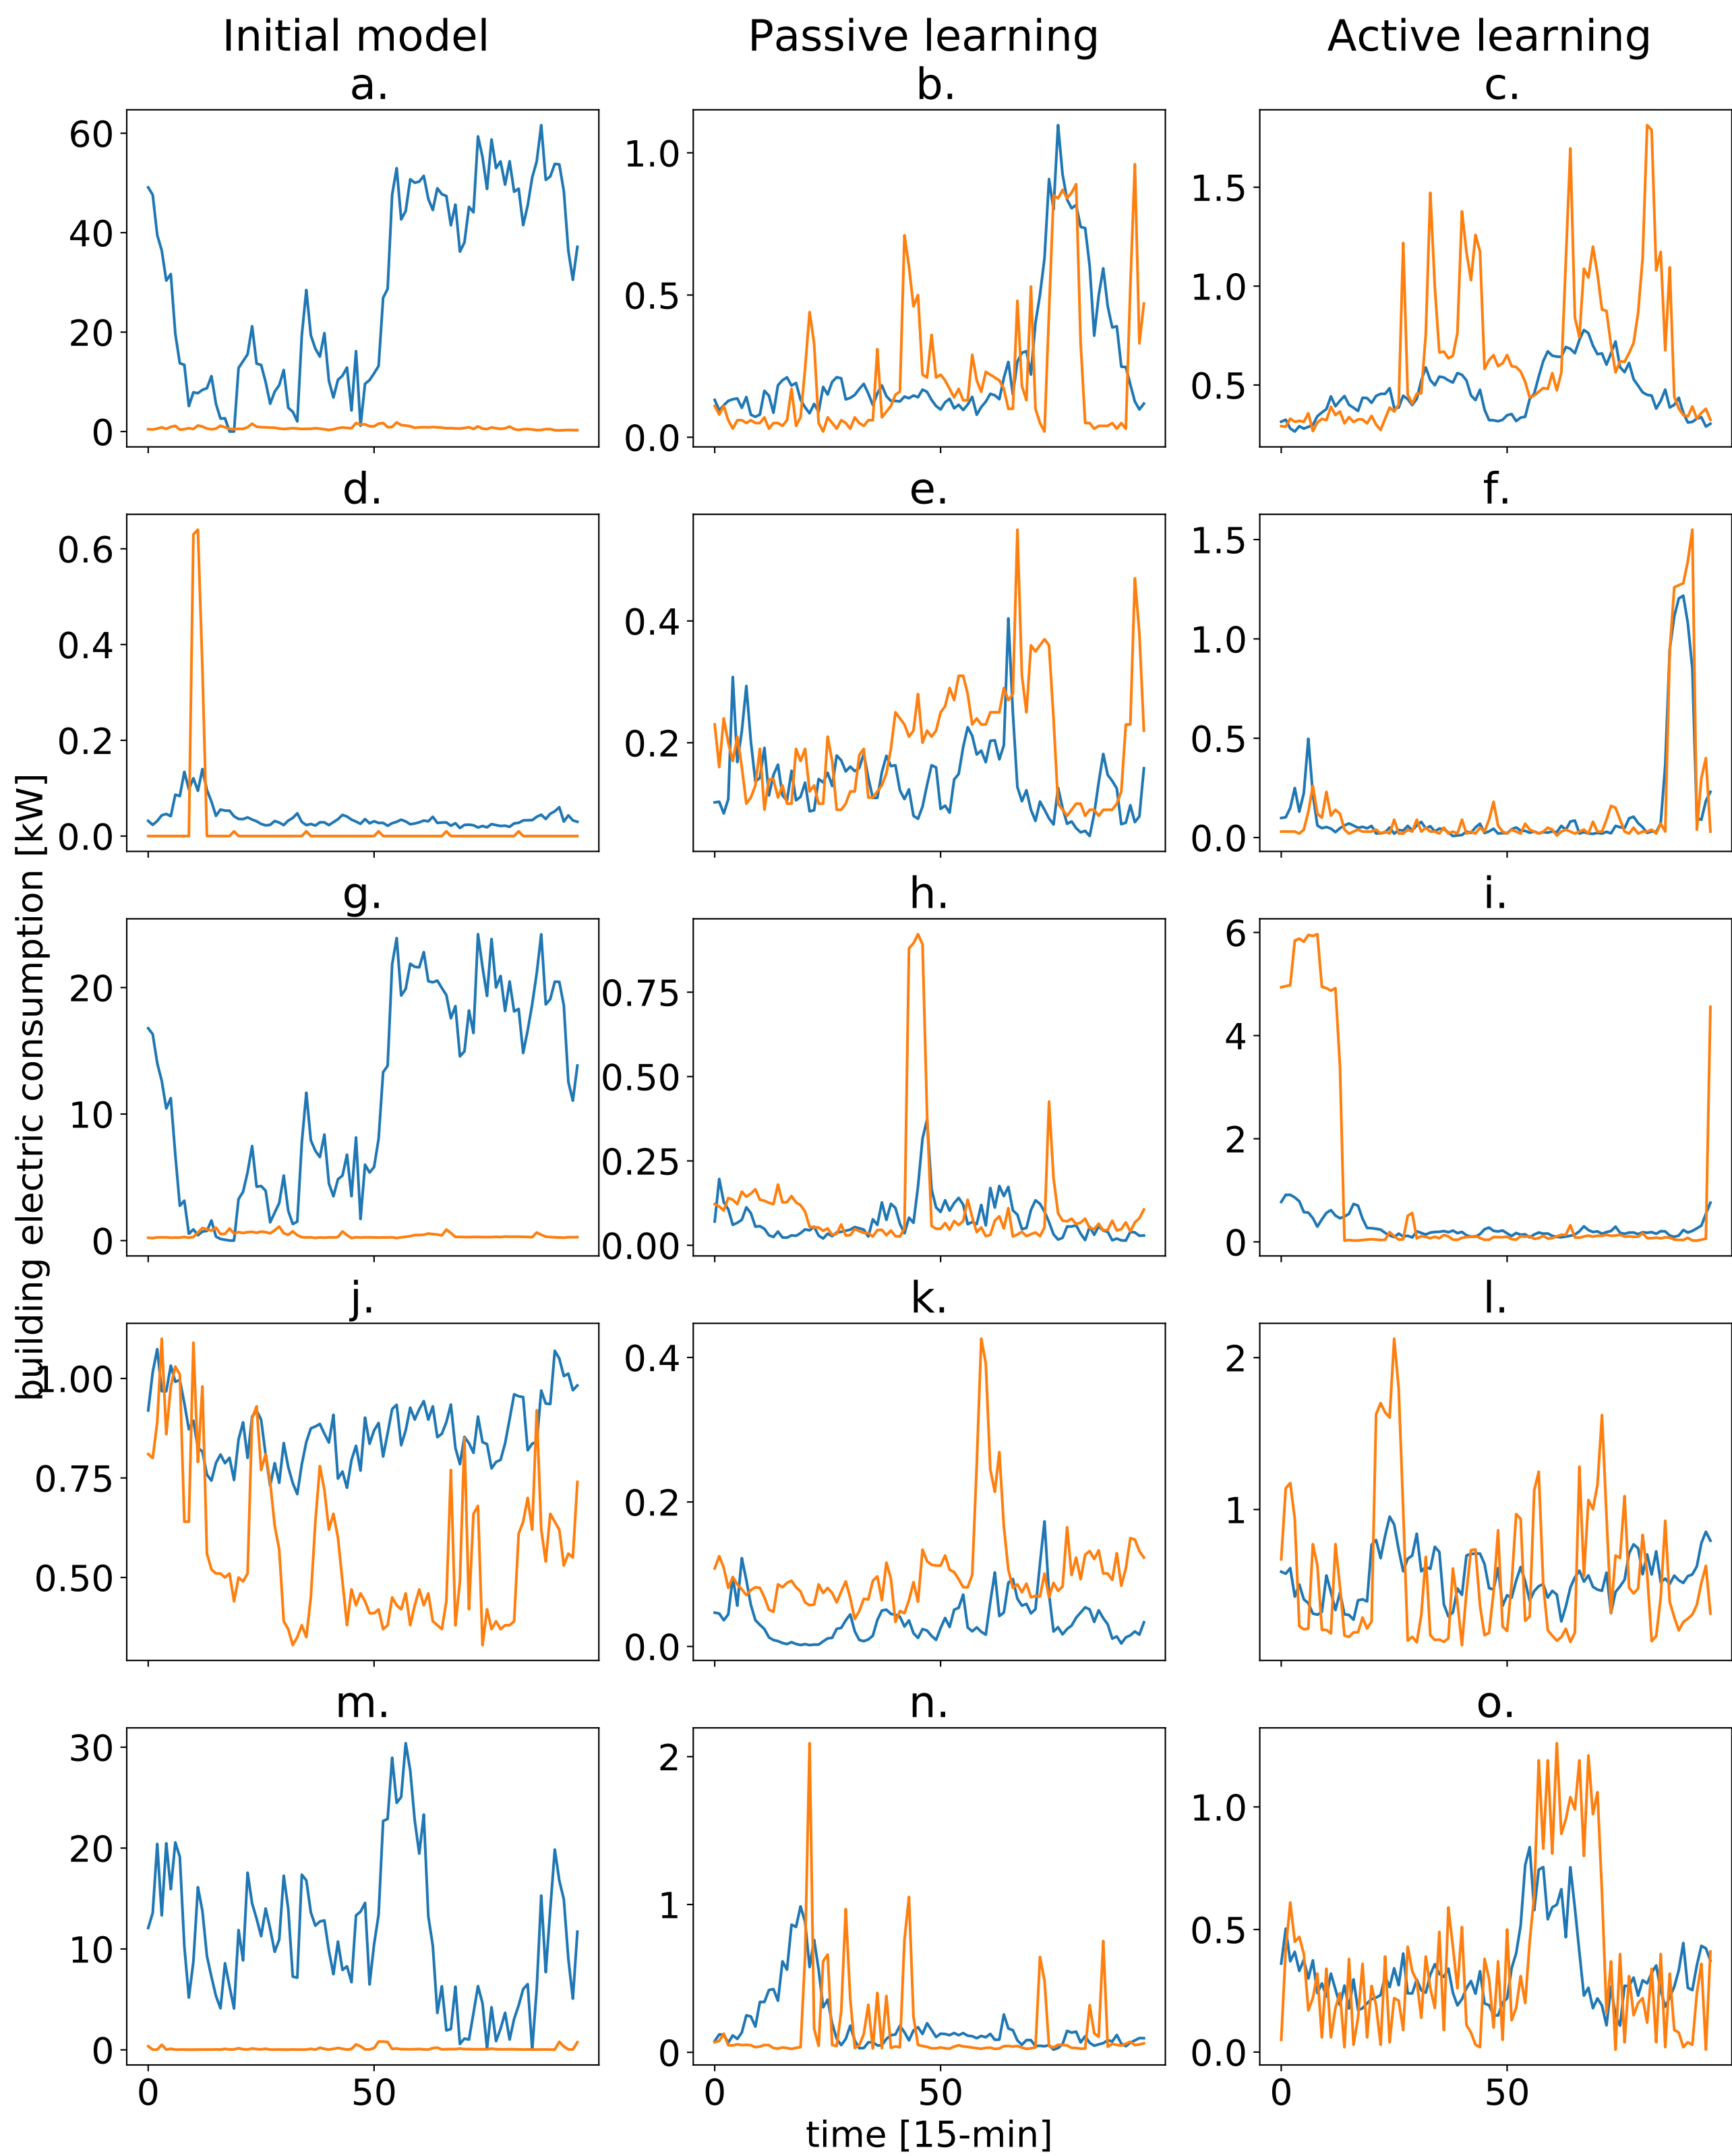 Initial model
Passive learning
Active learning
a.
b.
c.
60
40
20
0
1.0
0.5
0.0
1.5
1.0
0.5
d.
e.
f.
0.6
0.4
0.2
0.0
0.4
0.2
1.5
1.0
0.5
0.0
g.
h.
i.
20
10
0
0.75
0.50
0.25
0.00
6
4
2
0
j.
k.
l.
1.00
0.75
0.50
0.4
0.2
0.0
2
1
m.
n.
o.
30
20
10
0
2
1
0
1.0
0.5
0.0
0
50
0
50
0
50
time [15-min]
building electric consumption [kW]